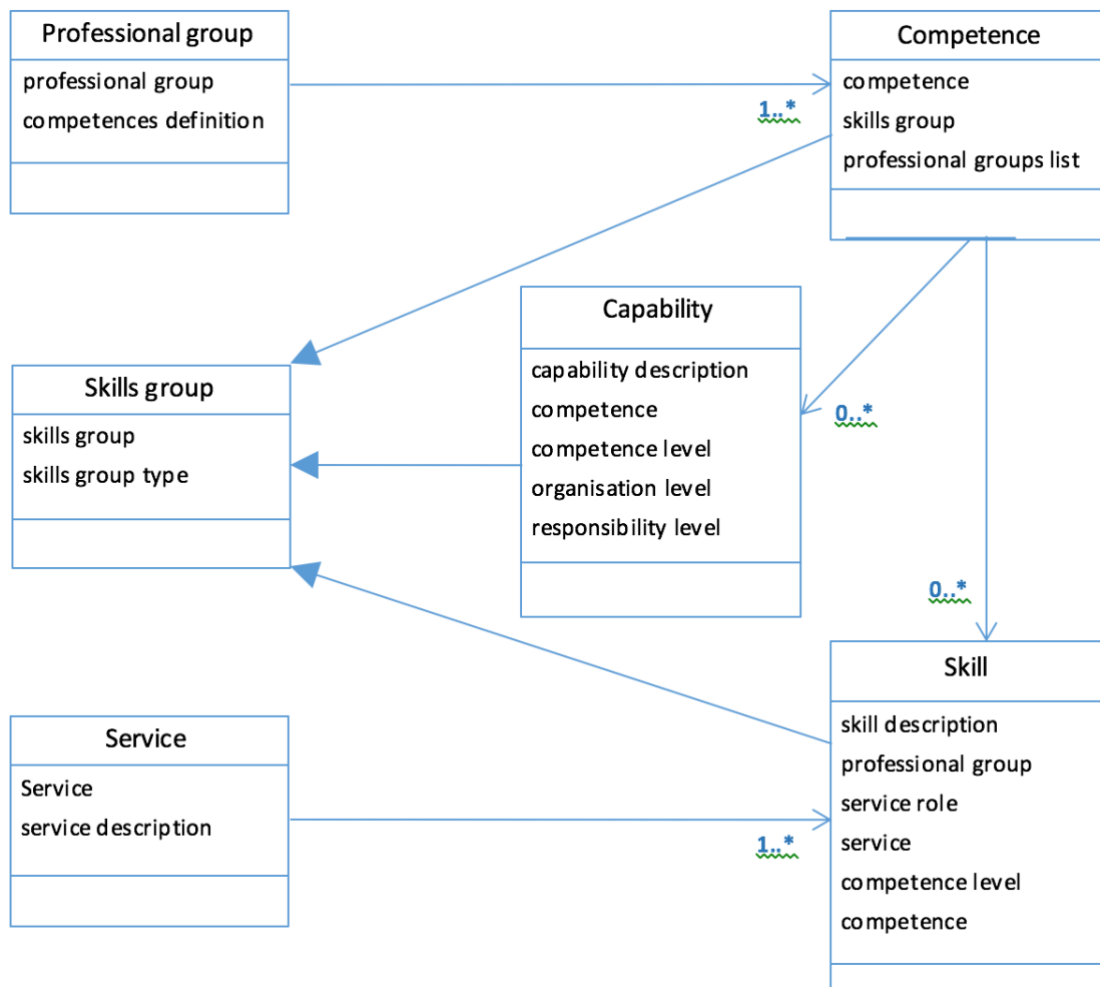 Professional group
professional group
competences definition
Competence
competence
skills group
professional groups list
1..*
Capability
capability description
competence
competence level
organisation level
responsibility level
0..*
Skills group
skills group
skills group type
0..*
Skill
skill description
professional group
service role
service
competence level
competence
Service
Service
service description
1..*